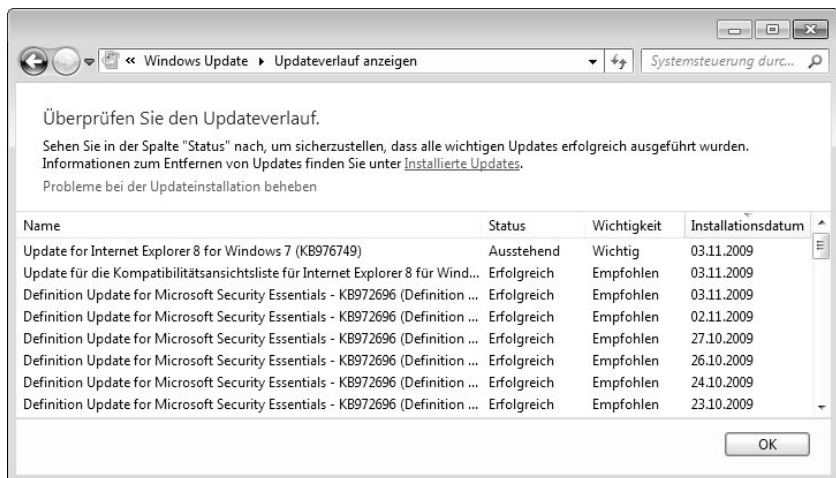 « Windows Update ▸ Updateverlauf anzeigen Systemsteuerung durc...
Überprüfen Sie den Updateverlauf.
Sehen Sie in der Spalte "Status" nach, um sicherzustellen, dass alle wichtigen Updates erfolgreich ausgeführt wurden.
Informationen zum Entfernen von Updates finden Sie unter Installierte Updates.
Probleme bei der Updateinstallation beheben
Name Status Wichtigkeit Installationsdatum
Update for Internet Explorer 8 for Windows 7 (KB976749) Ausstehend Wichtig 03.11.2009
Update für die Kompatibilitätsansichtsliste für Internet Explorer 8 für Wind... Erfolgreich Empfohlen 03.11.2009
Definition Update for Microsoft Security Essentials - KB972696 (Definition ... Erfolgreich Empfohlen 03.11.2009
Definition Update for Microsoft Security Essentials - KB972696 (Definition ... Erfolgreich Empfohlen 02.11.2009
Definition Update for Microsoft Security Essentials - KB972696 (Definition ... Erfolgreich Empfohlen 27.10.2009
Definition Update for Microsoft Security Essentials - KB972696 (Definition ... Erfolgreich Empfohlen 26.10.2009
Definition Update for Microsoft Security Essentials - KB972696 (Definition ... Erfolgreich Empfohlen 24.10.2009
Definition Update for Microsoft Security Essentials - KB972696 (Definition ... Erfolgreich Empfohlen 23.10.2009
OK